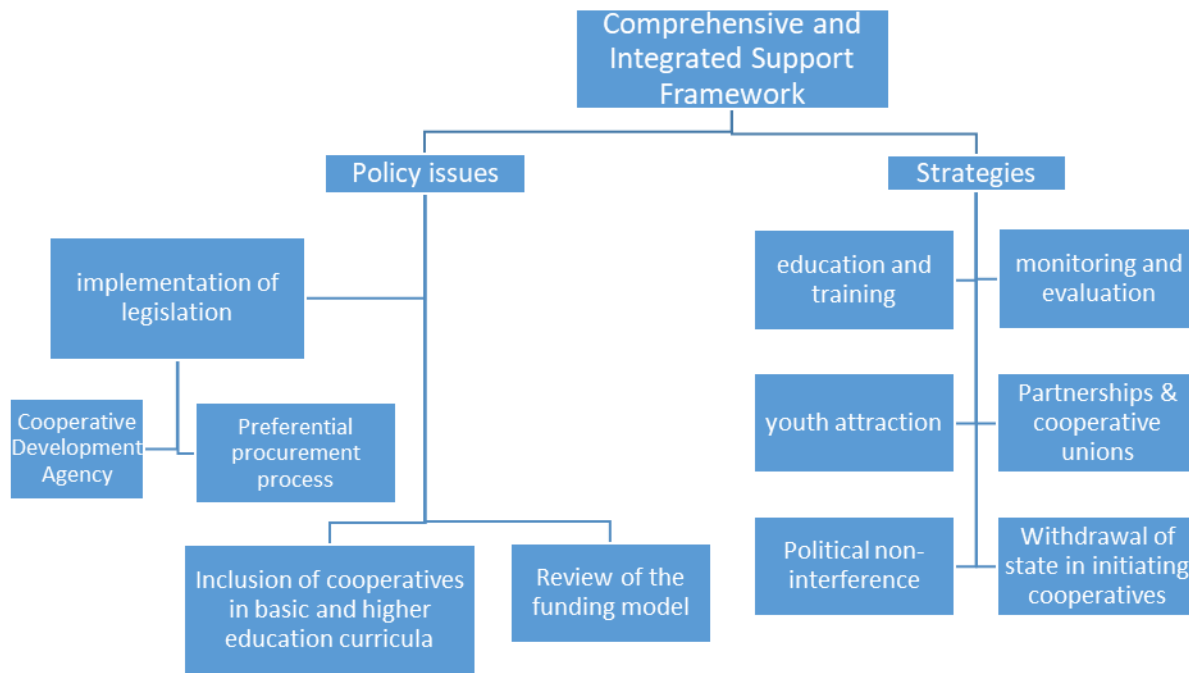 Comprehensive and
Integrated Support
Framework
Policy issues
Strategies
implementation of
legislation
Cooperative
Development
Agency
Preferential
procurement
process
Inclusion of cooperatives
in basic and higher
education curricula
Review of the
funding model
education and
training
monitoring and
evaluation
youth attraction
Partnerships &
cooperative
unions
Political non-
interference
Withdrawal of
state in initiating
cooperatives